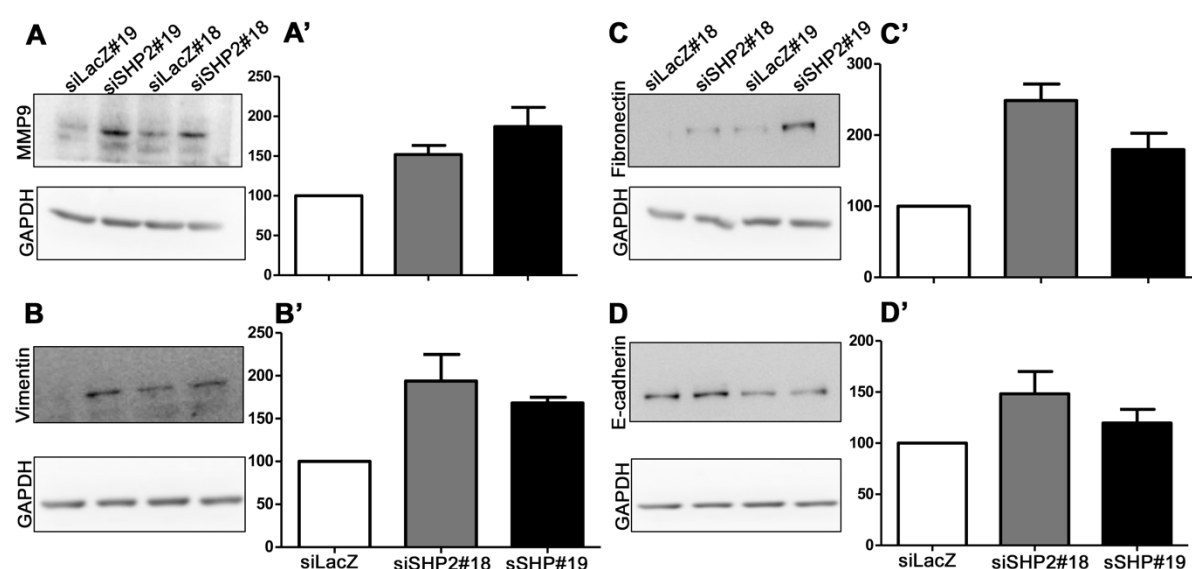 A
siLacZ#19
siSHP2#19
siLacZ#18
siSHP2#18
MMP9
GAPDH
A'
250
200
150
100
50
0
C
siLacZ#18
siSHP2#18
siLacZ#19
siSHP2#19
Fibronectin
GAPDH
C'
300
200
100
0
B
Vimentin
GAPDH
B'
250
200
150
100
50
0
siLacZ
siSHP2#18
sSHP#19
D
E-cadherin
GAPDH
D'
200
150
100
50
0
siLacZ
siSHP2#18
sSHP#19